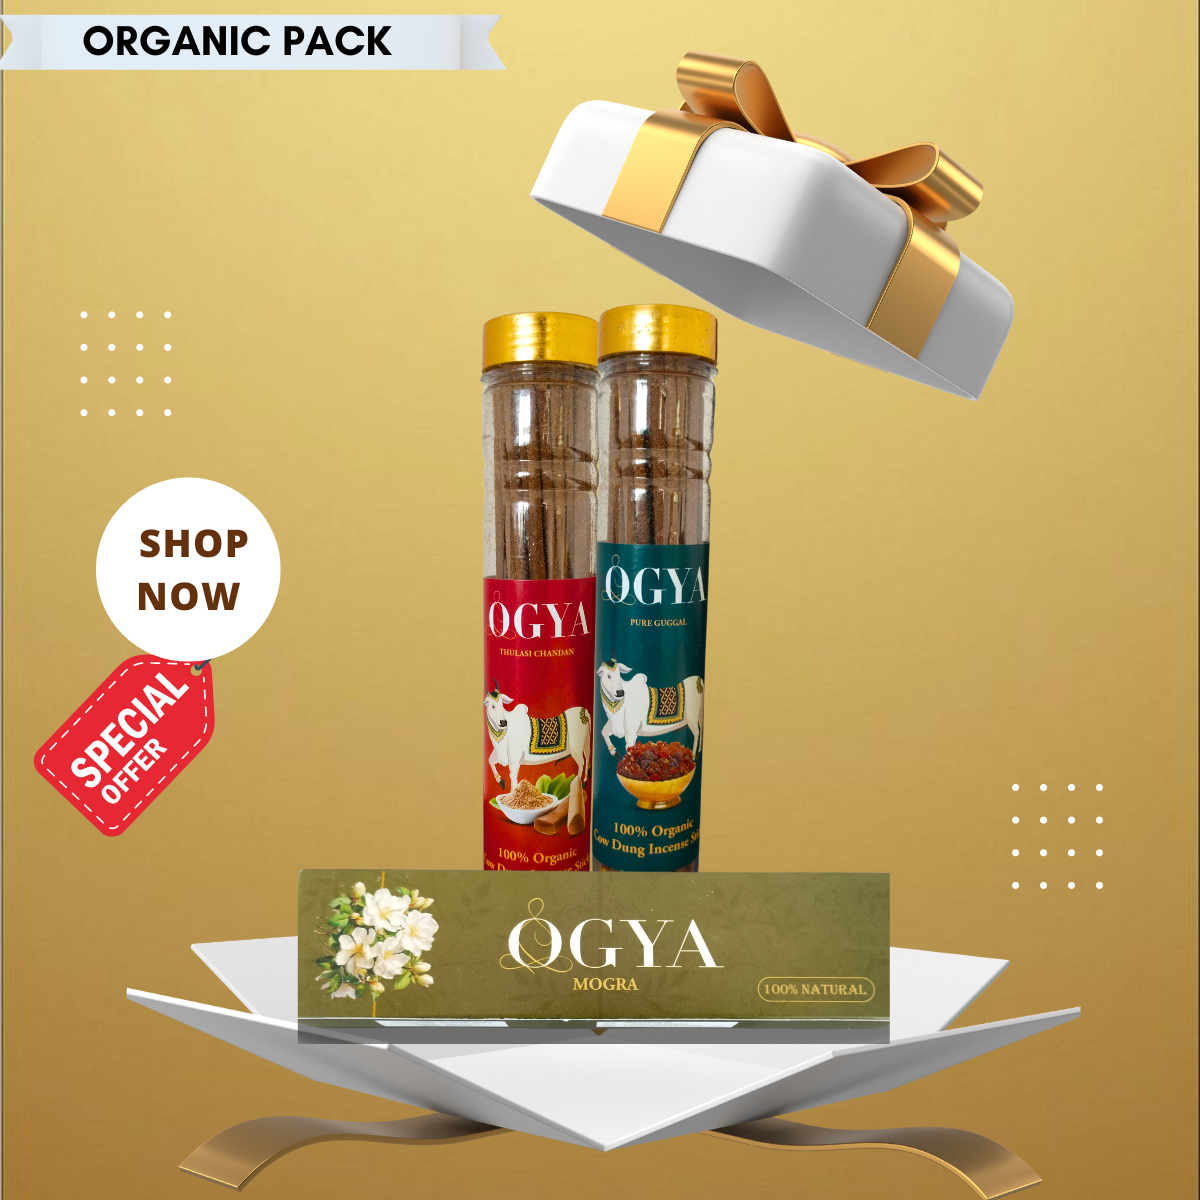 ORGANIC PACK
SHOP
NOW
SPECIAL
OFFER
OGYA
THULASI CHANDAN
100% Organic
OGYA
PURE GUGGAL
100% Organic
Cow Dung Incense
OGYA
MOGRA
100% NATURAL